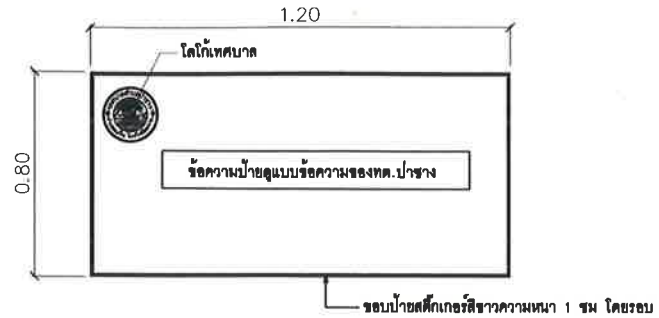 1.20
โลโก้เทศบาล
0.80
ข้อความป้ายดูแบบข้อความของทต.ป่าซาง
ขอบป้ายสติ๊กเกอร์สีขาวความหนา 1 ซม โดยรอบ